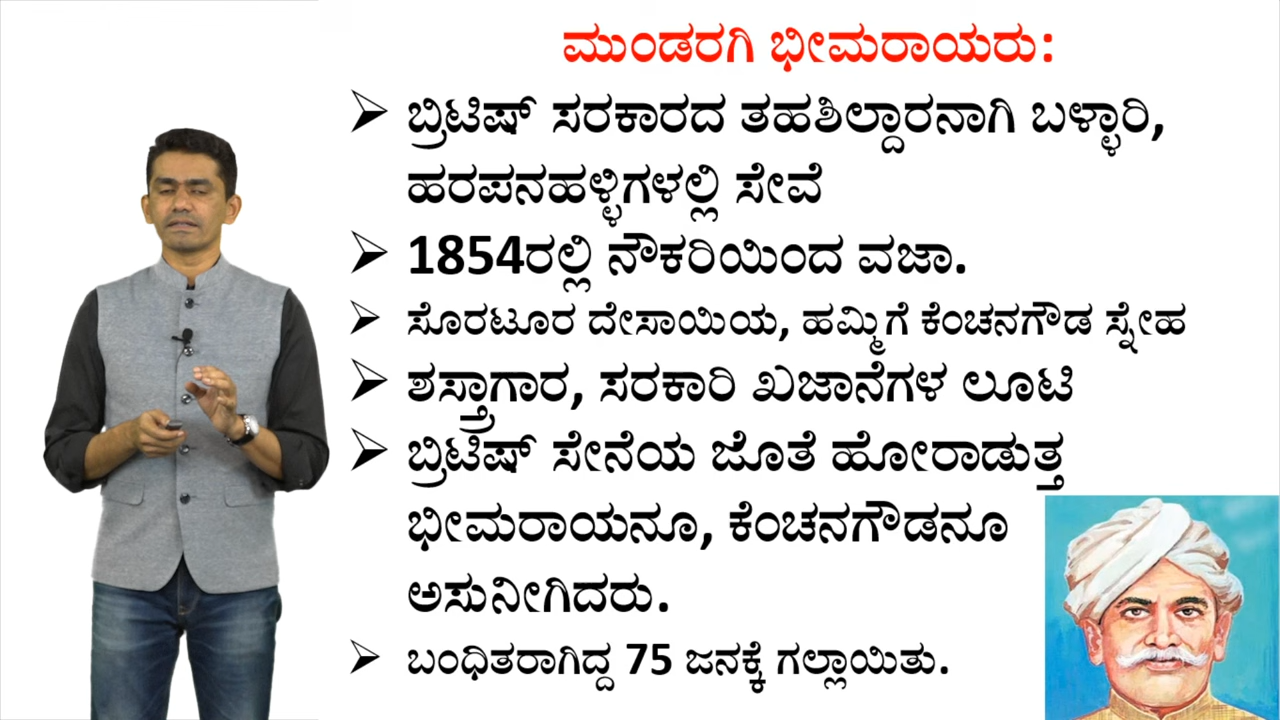 ಮುಂಡರಗಿ ಭೀಮರಾಯರು:
➢ ಬ್ರಿಟಿಷ್ ಸರಕಾರದ ತಹಶಿಲ್ದಾರನಾಗಿ ಬಳ್ಳಾರಿ,
ಹರಪನಹಳ್ಳಿಗಳಲ್ಲಿ ಸೇವೆ
➢ 1854ರಲ್ಲಿ ನೌಕರಿಯಿಂದ ವಜಾ.
➢ ಸೊರಟೂರ ದೇಸಾಯಿಯ, ಹಮ್ಮಿಗೆ ಕೆಂಚನಗೌಡ ಸ್ನೇಹ
➢ ಶಸ್ತ್ರಾಗಾರ, ಸರಕಾರಿ ಖಜಾನೆಗಳ ಲೂಟಿ
➢ ಬ್ರಿಟಿಷ್ ಸೇನೆಯ ಜೊತೆ ಹೋರಾಡುತ್ತ
ಭೀಮರಾಯನೂ, ಕೆಂಚನಗೌಡನೂ
ಅಸುನೀಗಿದರು.
➢ ಬಂಧಿತರಾಗಿದ್ದ 75 ಜನಕ್ಕೆ ಗಲ್ಲಾಯಿತು.